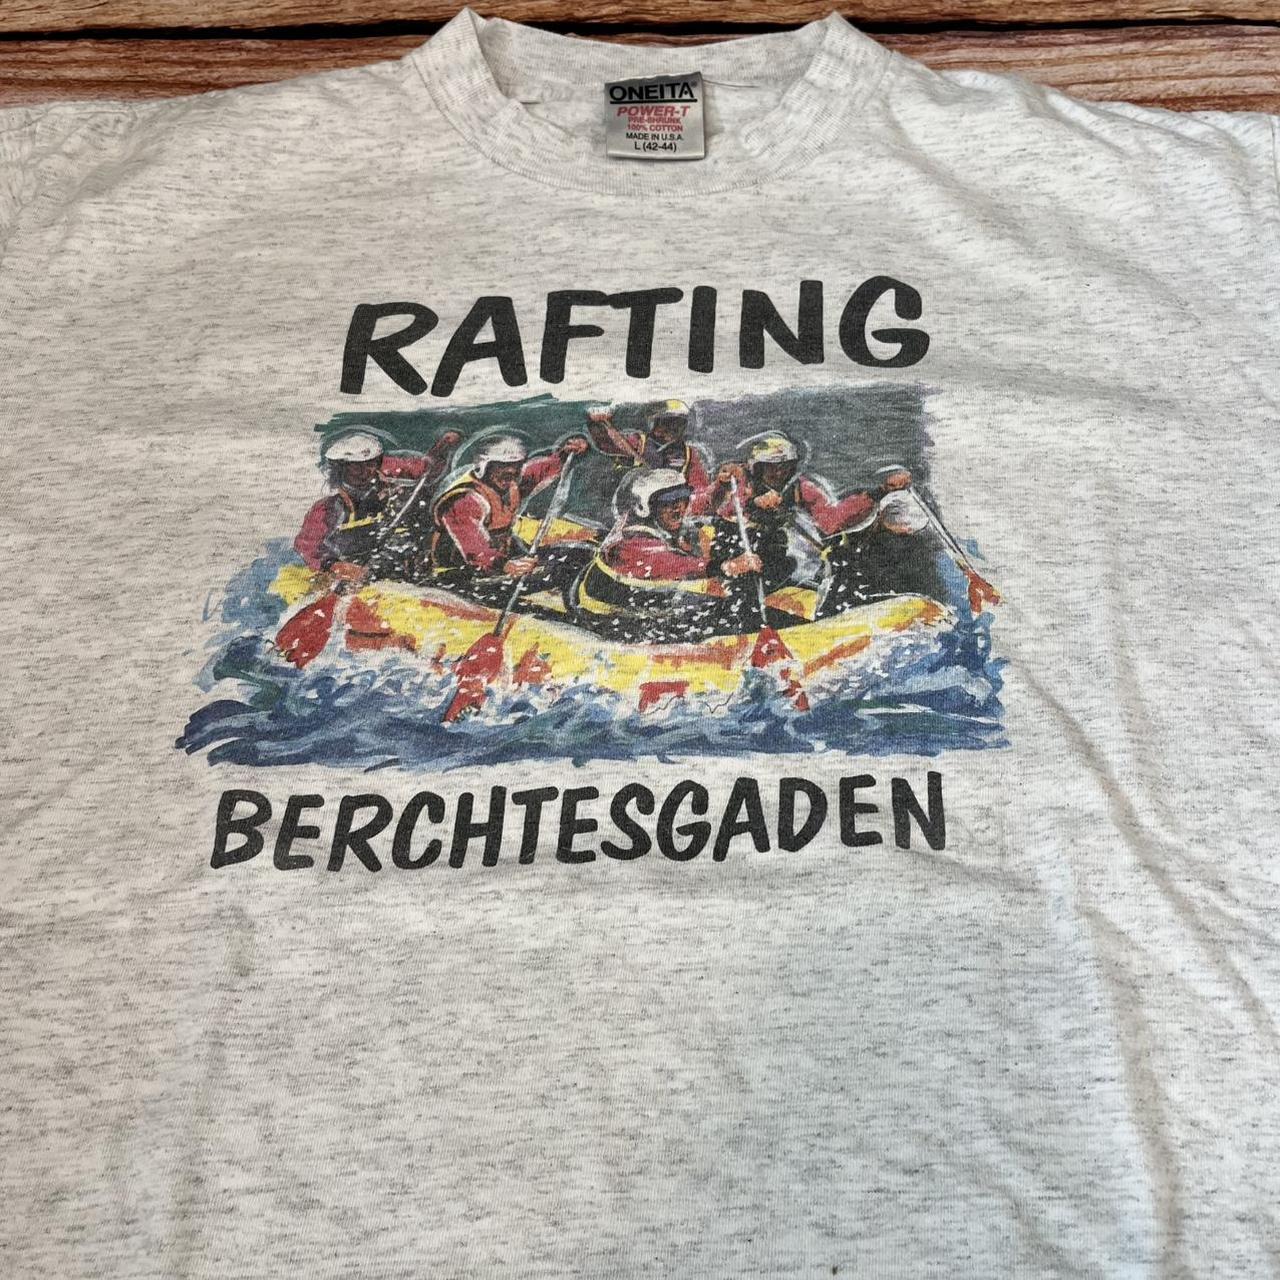 ONEITA®
POWER-T
PRE-SHRUNK
100% COTTON
MADE IN U.S.A.
L (42-44)
RAFTING
BERCHTESGADEN